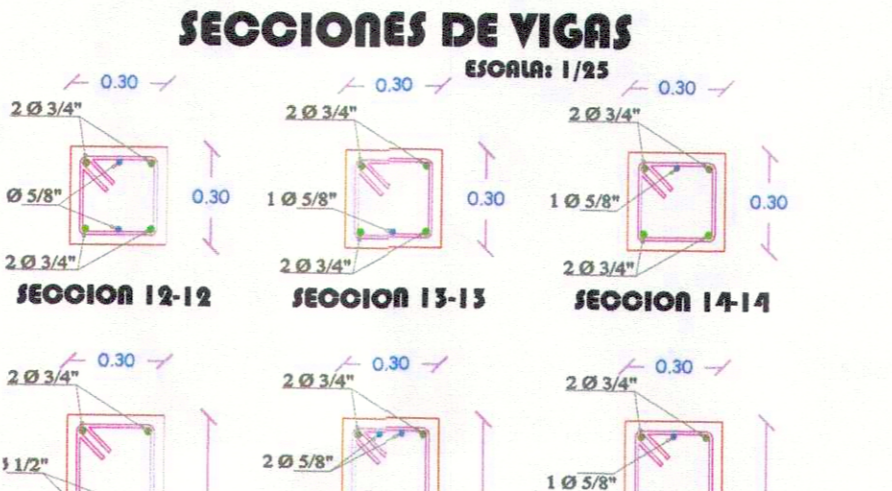 SECCIONES DE VIGAS
ESCALA: 1/25
0.30
0.30
0.30
2 Ø 3/4"
2 Ø 3/4"
2 Ø 3/4"
Ø 5/8"
0.30
1 Ø 5/8"
0.30
1 Ø 5/8"
0.30
2 Ø 3/4"
2 Ø 3/4"
2 Ø 3/4"
SECCION 12-12
SECCION 13-13
SECCION 14-14
0.30
0.30
0.30
2 Ø 3/4"
2 Ø 3/4"
2 Ø 3/4"
1/2"
2 Ø 5/8"
1 Ø 5/8"